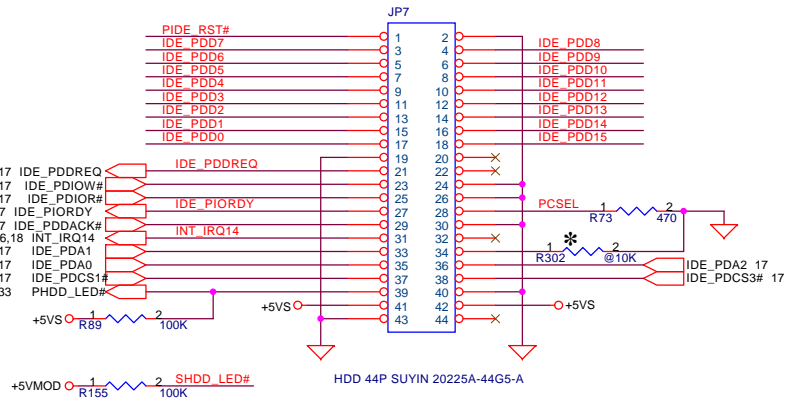 JP7
PIDE_RST# 1 2
IDE_PDD7 3 4 IDE_PDD8
IDE_PDD6 5 6 IDE_PDD9
IDE_PDD5 7 8 IDE_PDD10
IDE_PDD4 9 10 IDE_PDD11
IDE_PDD3 11 12 IDE_PDD12
IDE_PDD2 13 14 IDE_PDD13
IDE_PDD1 15 16 IDE_PDD14
IDE_PDD0 17 18 IDE_PDD15
19 20
17 IDE_PDDREQ IDE_PDDREQ 21 22
17 IDE_PDIOW# 23 24
17 IDE_PDIOR# 25 26
7 IDE_PIORDY IDE_PIORDY 27 28 PCSEL 1 R73 2 470
7 IDE_PDDACK# 29 30
6,18 INT_IRQ14 INT_IRQ14 31 32
17 IDE_PDA1 33 34 1 R302 * 2 @10K
17 IDE_PDA0 35 36 IDE_PDA2 17
17 IDE_PDCS1# 37 38 IDE_PDCS3# 17
33 PHDD_LED# 39 40
+5VS 41 42 +5VS
+5VS 1 R89 2 100K 43 44
HDD 44P SUYIN 20225A-44G5-A
+5VMOD 1 R155 2 100K SHDD_LED#